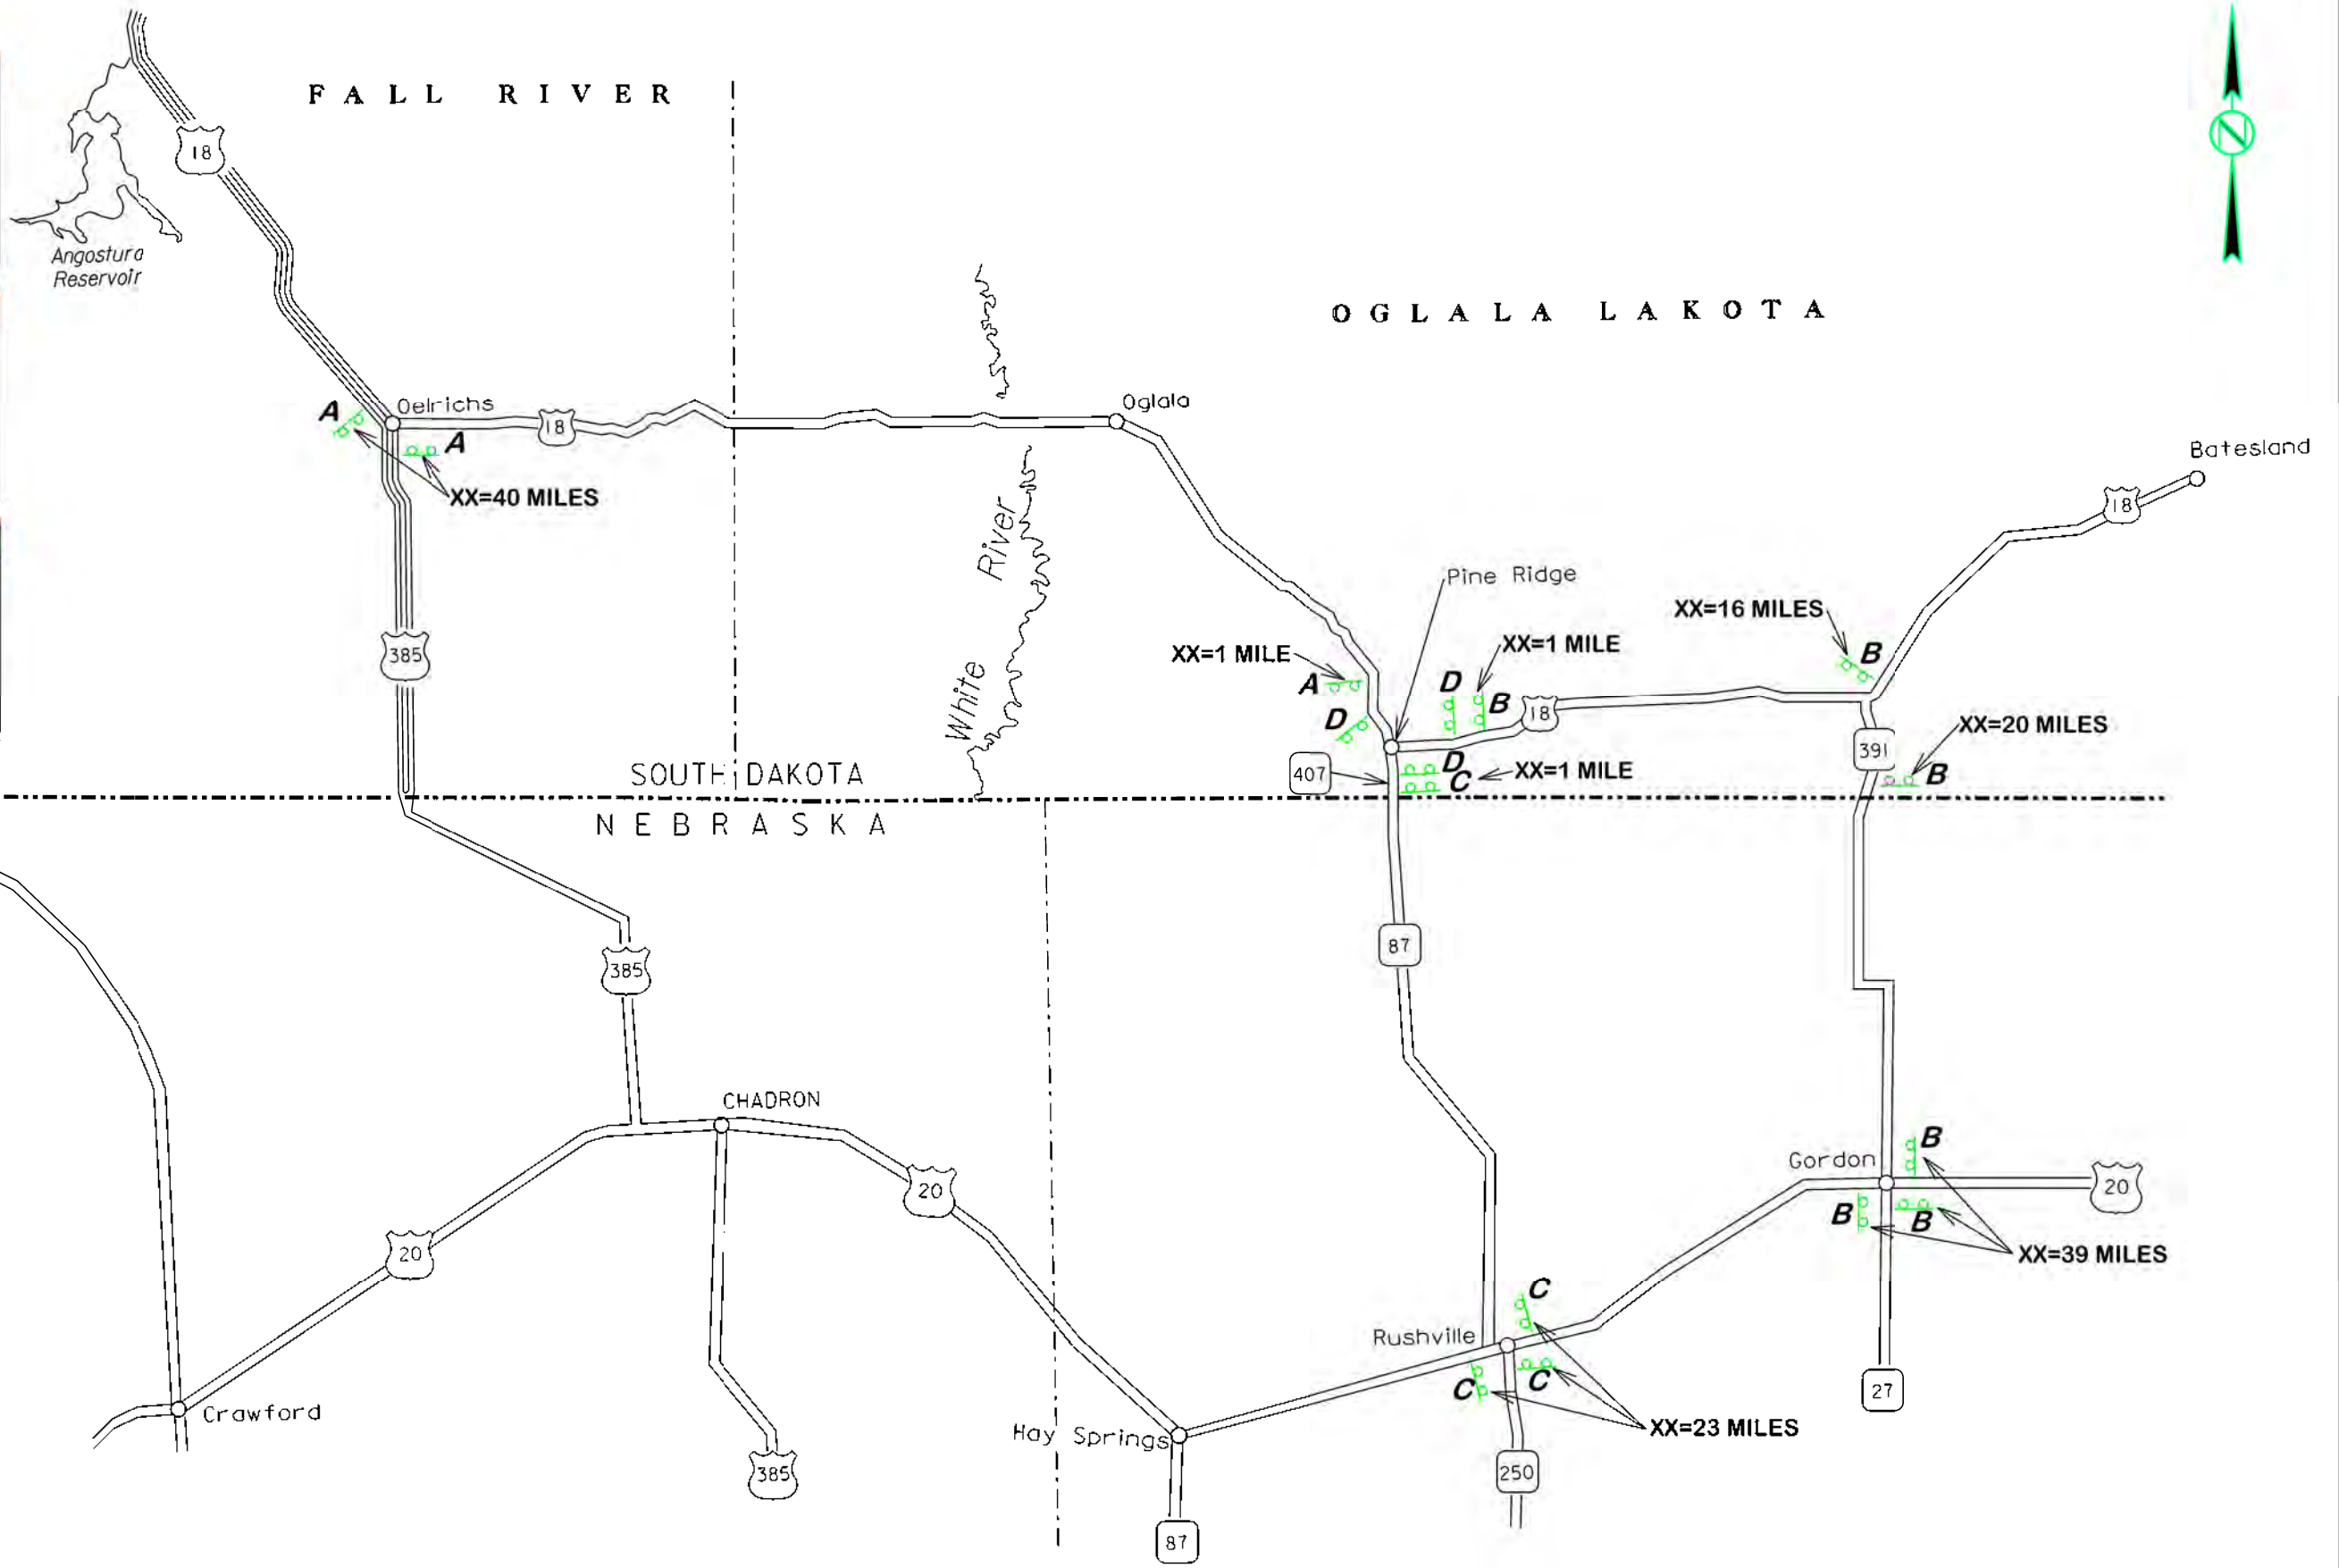 FALL RIVER
18
N
Angostura
Reservoir
OGLALA LAKOTA
A
Oelrichs
18
A
XX=40 MILES
Oglala
Batesland
18
White River
Pine Ridge
385
XX=1 MILE
A
D
D
XX=1 MILE
B
18
XX=16 MILES
B
391
XX=20 MILES
B
407
D
C
XX=1 MILE
SOUTH DAKOTA
NEBRASKA
87
385
CHADRON
20
20
Gordon
B
20
B
B
XX=39 MILES
Rushville
C
C
C
XX=23 MILES
27
Crawford
Hay Springs
385
250
87